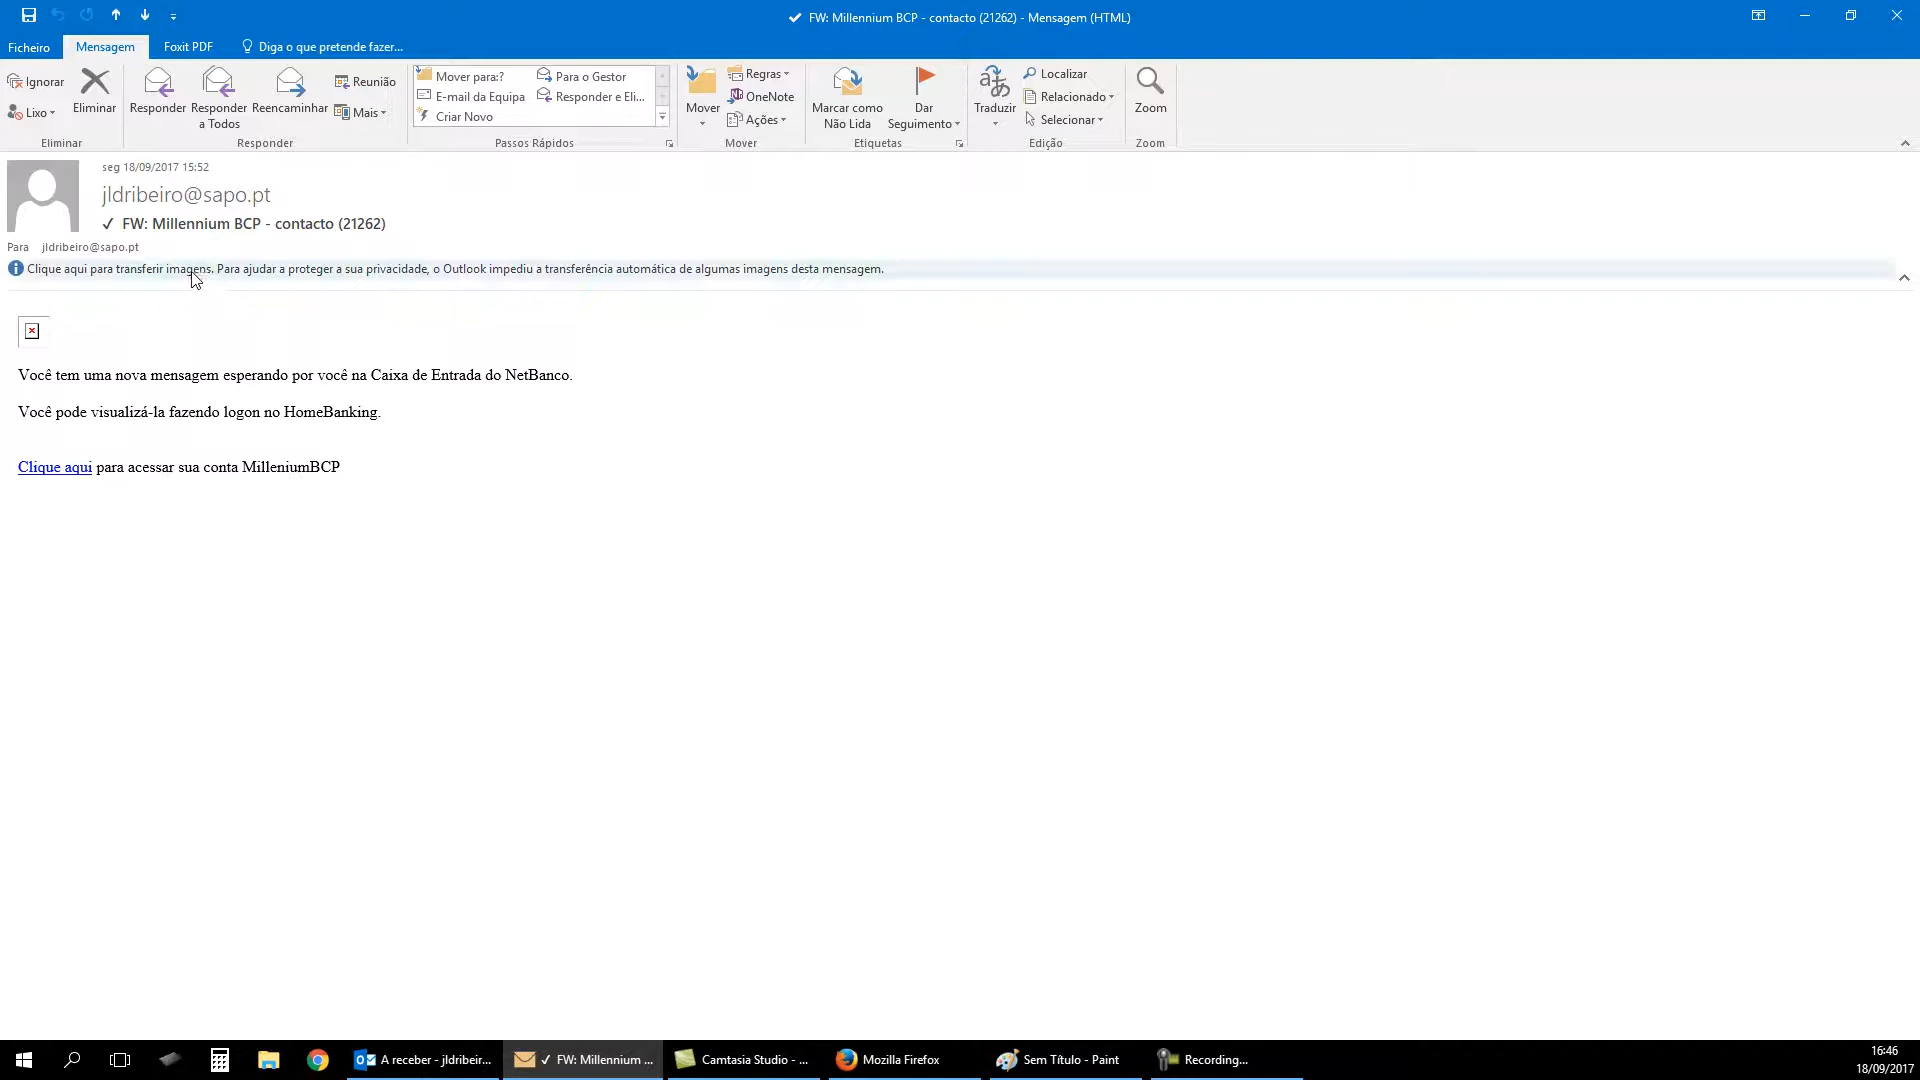 FW: Millennium BCP - contacto (21262) - Mensagem (HTML)
Ficheiro
Mensagem
Foxit PDF
Diga o que pretende fazer...
Ignorar
Lixo
Eliminar
Eliminar
Responder
Responder a Todos
Reencaminhar
Reunião
Mais
Responder
Mover para:?
E-mail da Equipa
Criar Novo
Para o Gestor
Responder e Eli...
Passos Rápidos
Mover
Regras
OneNote
Ações
Mover
Marcar como
Não Lida
Dar
Seguimento
Etiquetas
Traduzir
Localizar
Relacionado
Selecionar
Edição
Zoom
Zoom
seg 18/09/2017 15:52
jldribeiro@sapo.pt
✓ FW: Millennium BCP - contacto (21262)
Para jldribeiro@sapo.pt
Clique aqui para transferir imagens. Para ajudar a proteger a sua privacidade, o Outlook impediu a transferência automática de algumas imagens desta mensagem.
Você tem uma nova mensagem esperando por você na Caixa de Entrada do NetBanco.
Você pode visualizá-la fazendo logon no HomeBanking.
Clique aqui para acessar sua conta MilleniumBCP
A receber - jldribeir...
✓ FW: Millennium ...
Camtasia Studio - ...
Mozilla Firefox
Sem Título - Paint
Recording...
16:46
18/09/2017